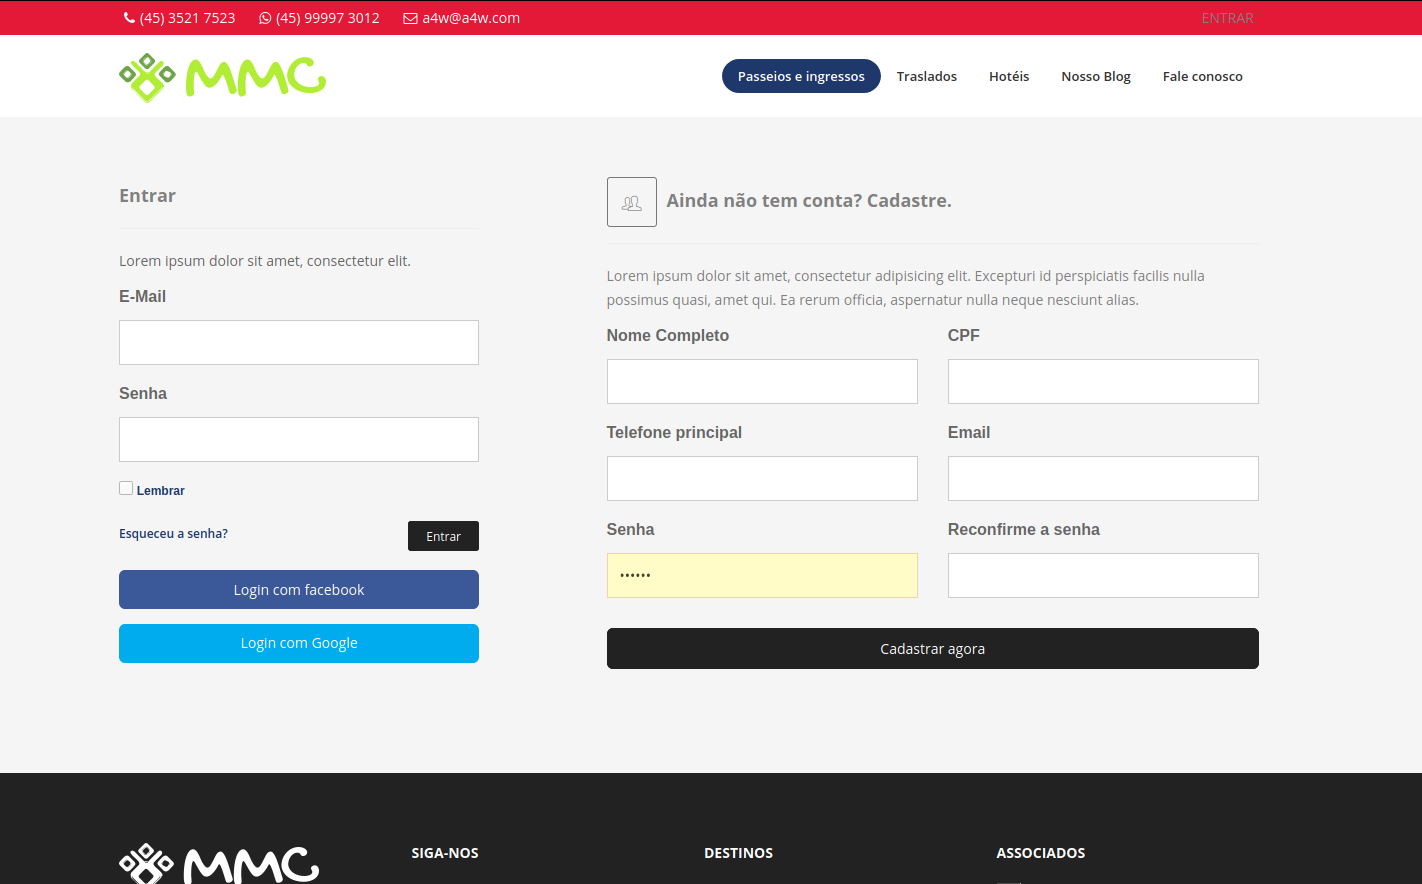 (45) 3521 7523 (45) 99997 3012 a4w@a4w.com ENTRAR
MMC Passeios e ingressos Traslados Hotéis Nosso Blog Fale conosco
Entrar
Lorem ipsum dolor sit amet, consectetur elit.
E-Mail
Senha
Lembrar
Esqueceu a senha? Entrar
Login com facebook
Login com Google
Ainda não tem conta? Cadastre.
Lorem ipsum dolor sit amet, consectetur adipisicing elit. Excepturi id perspiciatis facilis nulla
possimus quasi, amet qui. Ea rerum officia, aspernatur nulla neque nesciunt alias.
Nome Completo CPF
Telefone principal Email
Senha Reconfirme a senha
••••••
Cadastrar agora
MMC SIGA-NOS DESTINOS ASSOCIADOS